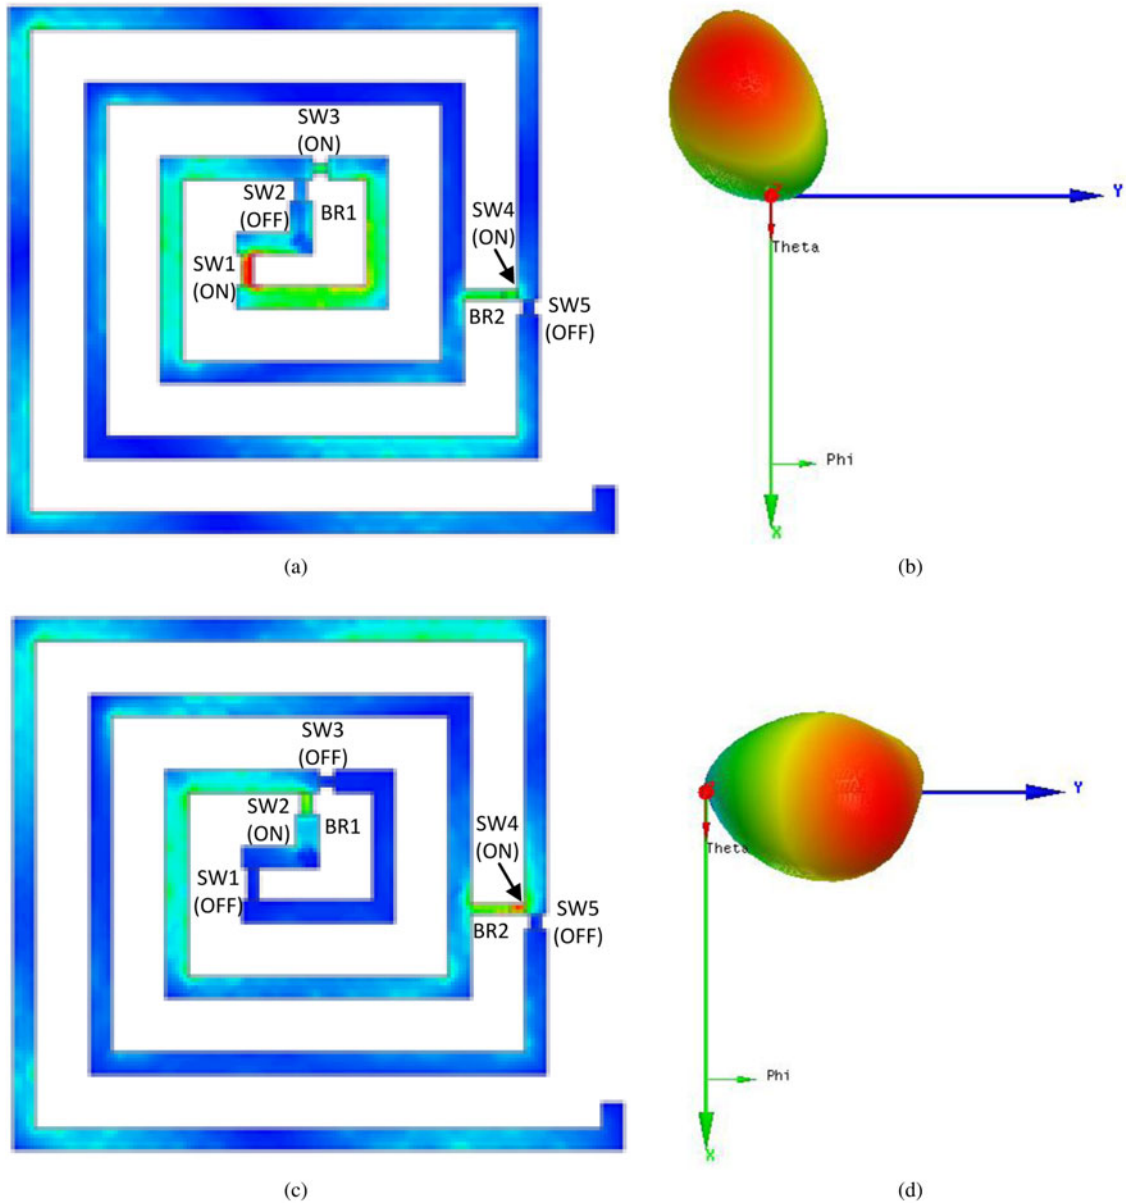 SW3
(ON)
SW2
(OFF)
BR1
SW4
(ON)
SW1
(ON)
BR2
SW5
(OFF)
(a)
Y
Theta
Phi
X
(b)
SW3
(OFF)
SW2
(ON)
BR1
SW4
(ON)
SW1
(OFF)
BR2
SW5
(OFF)
(c)
Y
Theta
Phi
X
(d)